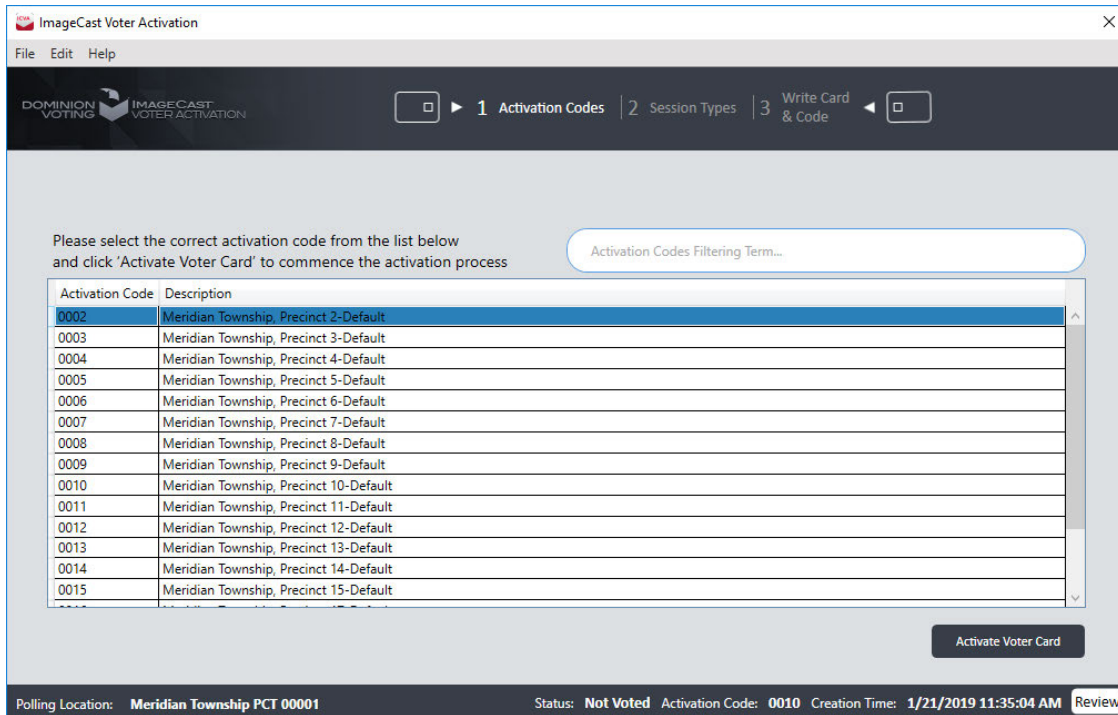 ImageCast Voter Activation
File Edit Help
DOMINION VOTING IMAGECAST VOTER ACTIVATION
1 Activation Codes 2 Session Types 3 Write Card & Code
Please select the correct activation code from the list below
and click 'Activate Voter Card' to commence the activation process
Activation Codes Filtering Term...
Activation Code Description
0002 Meridian Township, Precinct 2-Default
0003 Meridian Township, Precinct 3-Default
0004 Meridian Township, Precinct 4-Default
0005 Meridian Township, Precinct 5-Default
0006 Meridian Township, Precinct 6-Default
0007 Meridian Township, Precinct 7-Default
0008 Meridian Township, Precinct 8-Default
0009 Meridian Township, Precinct 9-Default
0010 Meridian Township, Precinct 10-Default
0011 Meridian Township, Precinct 11-Default
0012 Meridian Township, Precinct 12-Default
0013 Meridian Township, Precinct 13-Default
0014 Meridian Township, Precinct 14-Default
0015 Meridian Township, Precinct 15-Default
Activate Voter Card
Polling Location: Meridian Township PCT 00001 Status: Not Voted Activation Code: 0010 Creation Time: 1/21/2019 11:35:04 AM Review